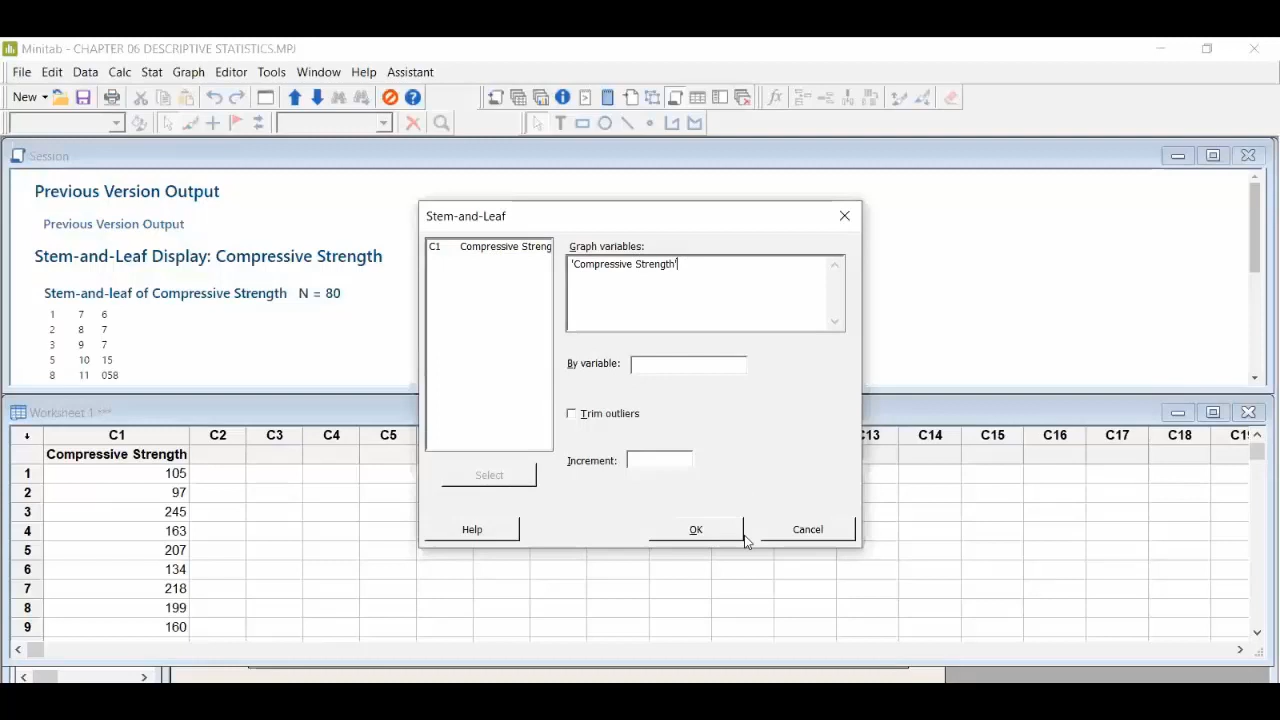 Minitab - CHAPTER 06 DESCRIPTIVE STATISTICS.MPJ
File Edit Data Calc Stat Graph Editor Tools Window Help Assistant
New
Session
Previous Version Output
Previous Version Output
Stem-and-Leaf Display: Compressive Strength
Stem-and-leaf of Compressive Strength N = 80
1 7 6
2 8 7
3 9 7
5 10 15
8 11 058
Stem-and-Leaf
C1 Compressive Streng
Graph variables:
'Compressive Strength'
By variable:
Trim outliers
Increment:
Select
Help OK Cancel
Worksheet 1 ***
C1 C2 C3 C4 C5 C13 C14 C15 C16 C17 C18 C19
Compressive Strength
1 105
2 97
3 245
4 163
5 207
6 134
7 218
8 199
9 160